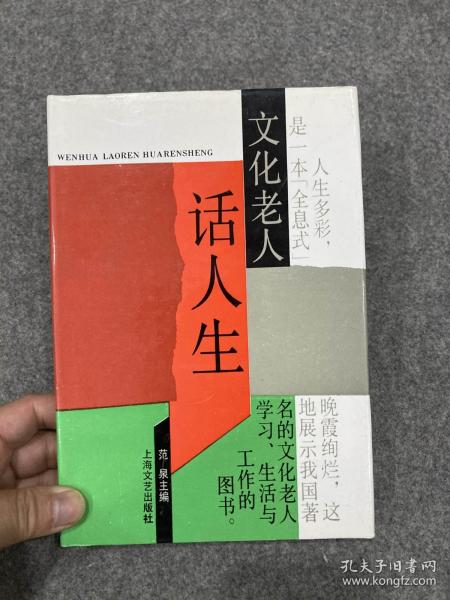 WENHUA LAOREN HUARENSHENG
文化老人
话人生
人生多彩，
晚霞绚烂，这
是一本「全息式」
地展示我国著
名的文化老人
学习、生活与
工作的
图书。
范泉主编
上海文艺出版社
孔夫子旧书网
www.kongfz.com